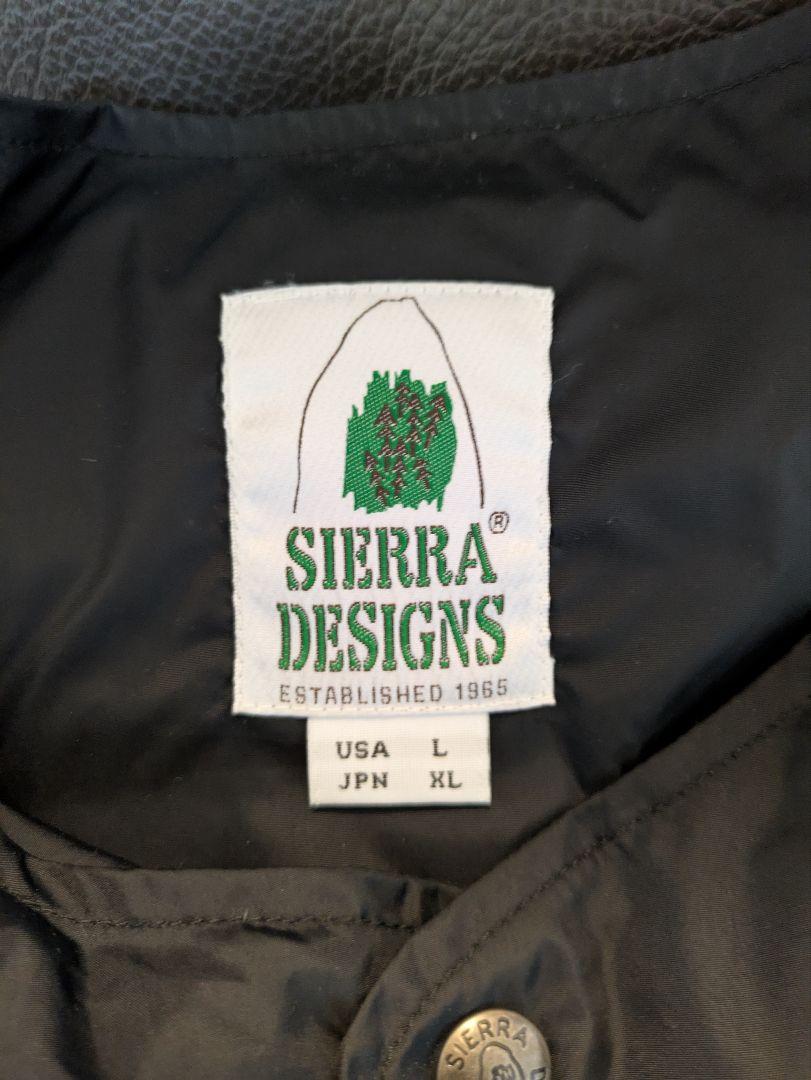 SIERRA®
DESIGNS
ESTABLISHED 1965
USA L
JPN XL
SIERRA D